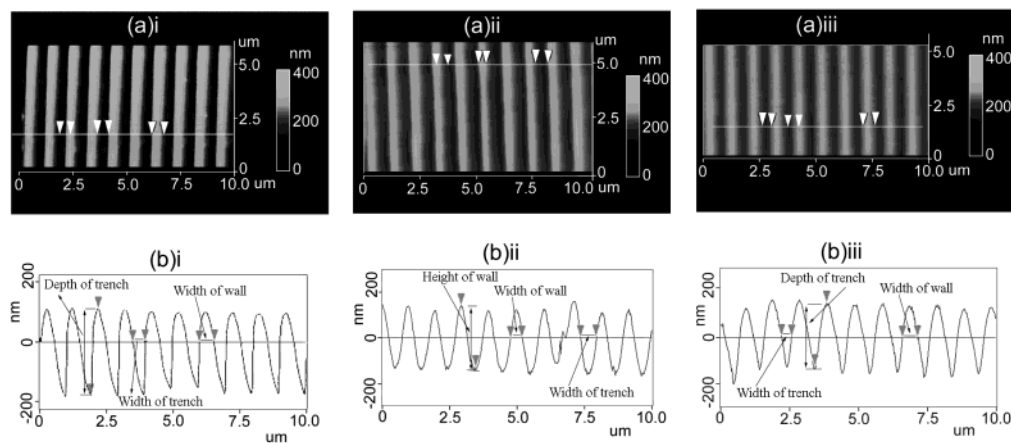 (a)i
um
nm
5.0
400
2.5
200
0
0
0 2.5 5.0 7.5 10.0 um
(a)ii
um
nm
5.0
400
2.5
200
0
0
0 2.5 5.0 7.5 10.0 um
(a)iii
um
nm
5.0
400
2.5
200
0
0
0 2.5 5.0 7.5 10.0 um
(b)i
200
Depth of trench
Width of wall
nm
0
Width of trench
-200
0 2.5 5.0 7.5 10.0
um
(b)ii
200
Height of wall
Width of wall
nm
0
Width of trench
-200
0 2.5 5.0 7.5 10.0
um
(b)iii
200
Depth of trench
Width of wall
nm
0
Width of trench
-200
0 2.5 5.0 7.5 10.0
um